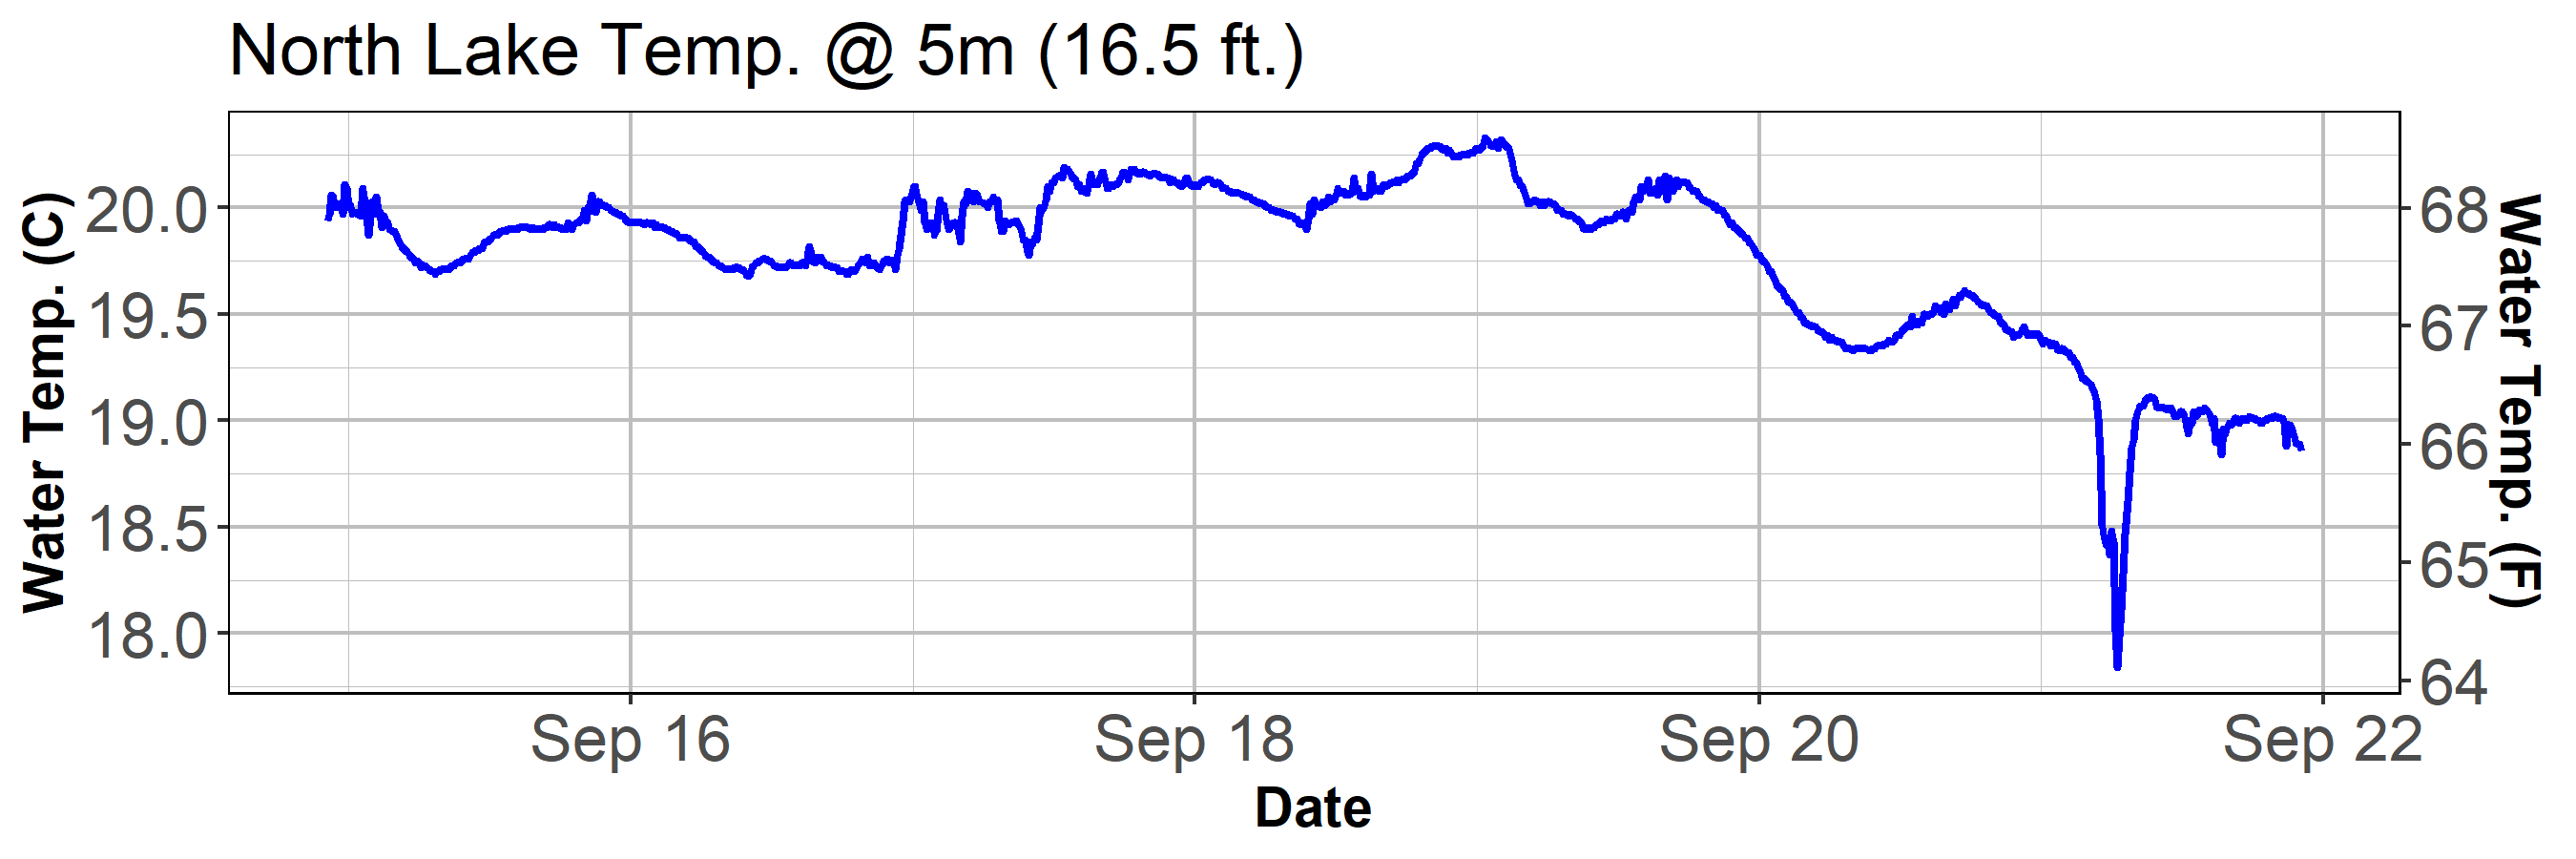 North Lake Temp. @ 5m (16.5 ft.)
Water Temp. (C)
20.0
19.5
19.0
18.5
18.0
68
67
66
65
64
Water Temp. (F)
Sep 16 Sep 18 Sep 20 Sep 22
Date